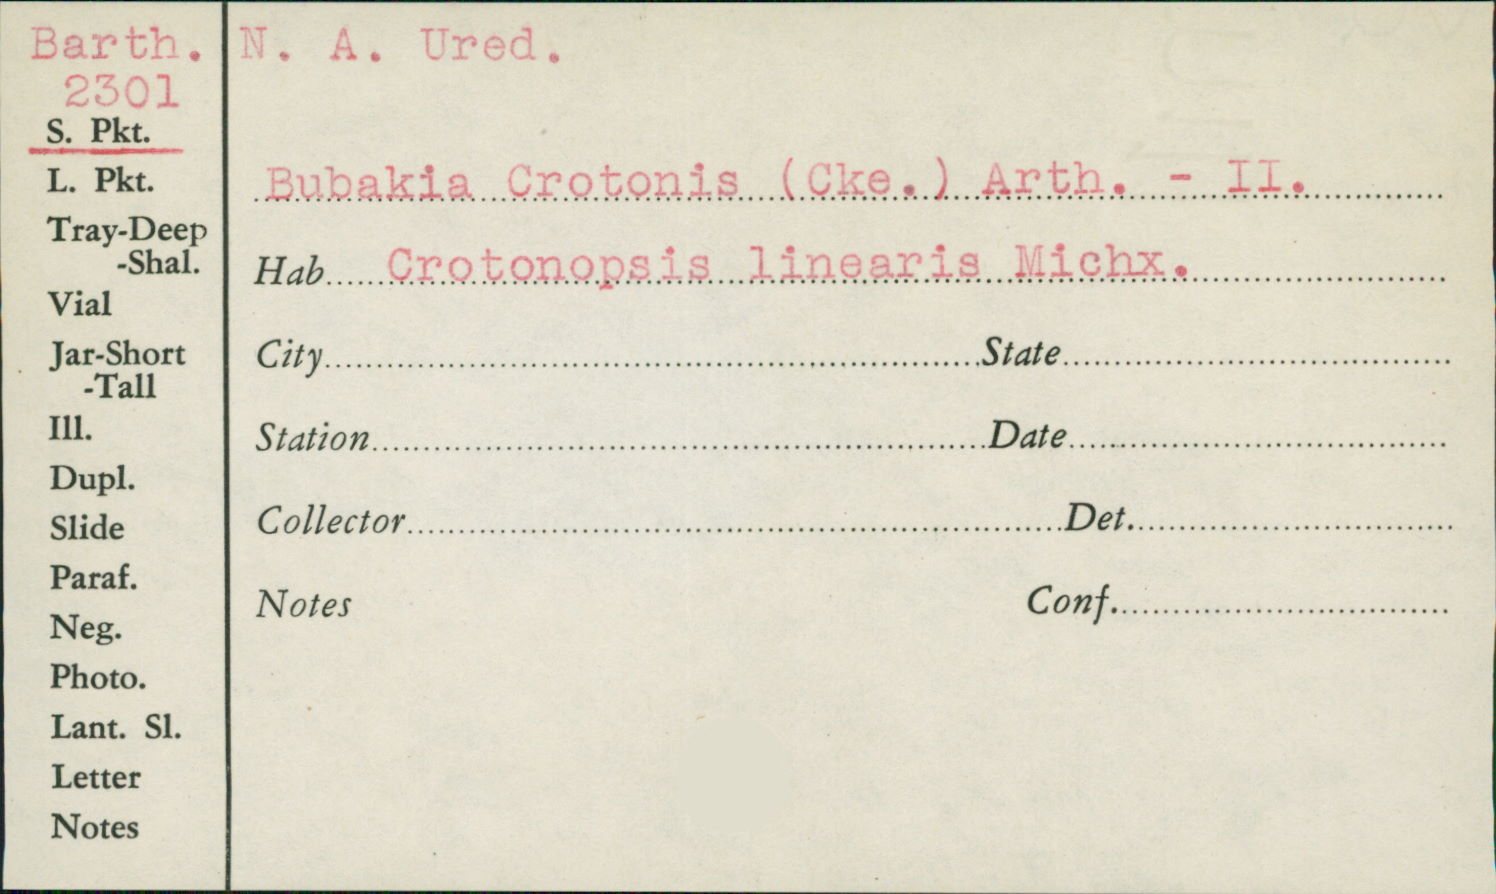 Barth.
2301
S. Pkt.
L. Pkt.
Tray-Deep
-Shal.
Vial
Jar-Short
-Tall
Ill.
Dupl.
Slide
Paraf.
Neg.
Photo.
Lant. Sl.
Letter
Notes
N. A. Ured.
Bubakia Crotonis (Cke.) Arth. - II.
Hab. Crotonopsis linearis Michx.
City State
Station Date
Collector Det.
Notes Conf.